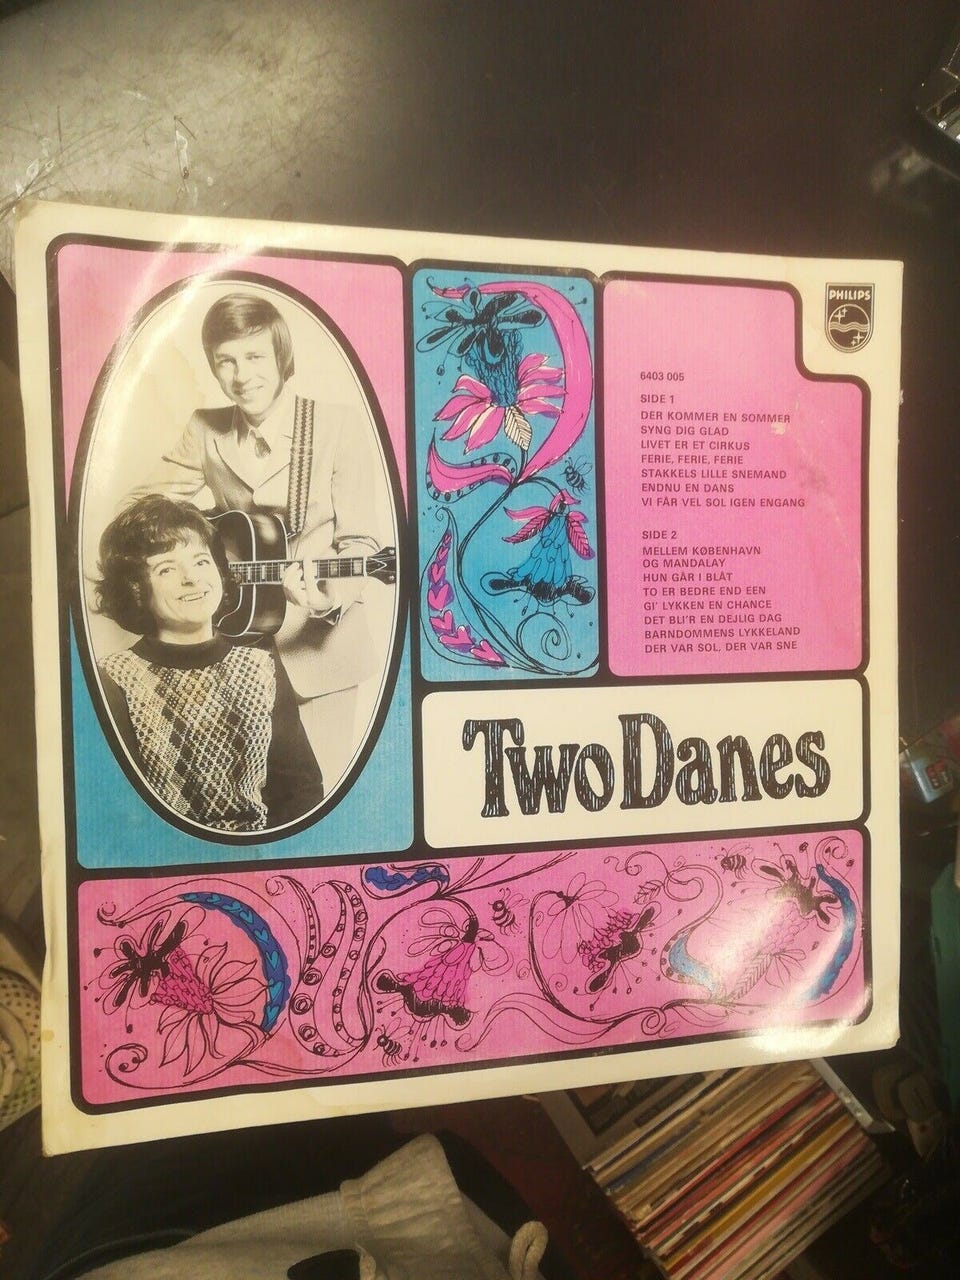 PHILIPS
6403 005
SIDE 1
DER KOMMER EN SOMMER
SYNG DIG GLAD
LIVET ER ET CIRKUS
FERIE, FERIE, FERIE
STAKKELS LILLE SNEMAND
ENDNU EN DANS
VI FÅR VEL SOL IGEN ENGANG
SIDE 2
MELLEM KØBENHAVN
OG MANDALAY
HUN GÅR I BLÅT
TO ER BEDRE END EEN
GI' LYKKEN EN CHANCE
DET BLI'R EN DEJLIG DAG
BARNDOMMENS LYKKELAND
DER VAR SOL, DER VAR SNE
Two Danes